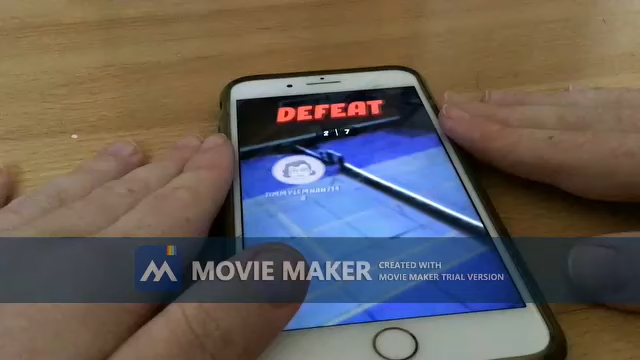 DEFEAT
2 \ 7
MOVIE MAKER
CREATED WITH
MOVIE MAKER TRIAL VERSION